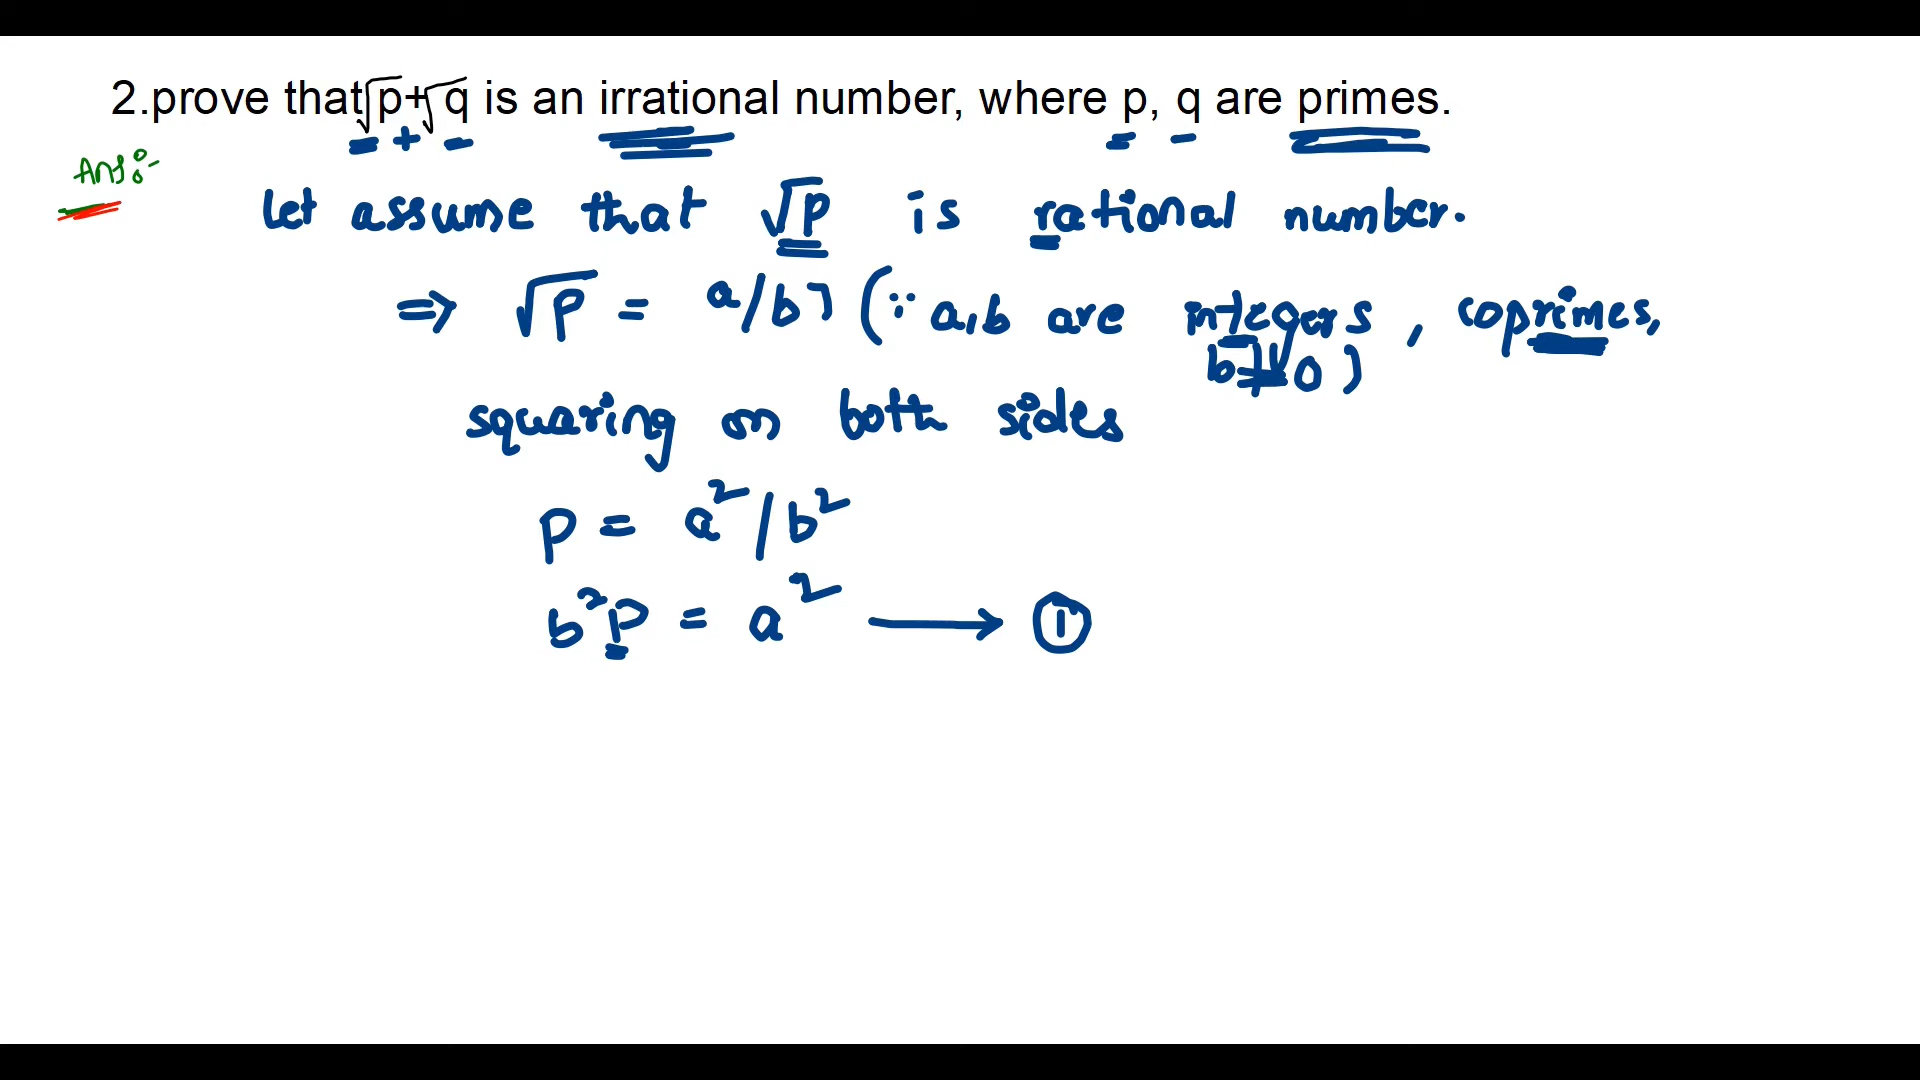 2.prove that √p+√q is an irrational number, where p, q are primes.
Ans:-
Let assume that √p is rational number.
⇒ √p = a/b (∵ a,b are integers, coprimes,
b≠0)
squaring on both sides
p = a²/b²
b²p = a² ⟶ ①